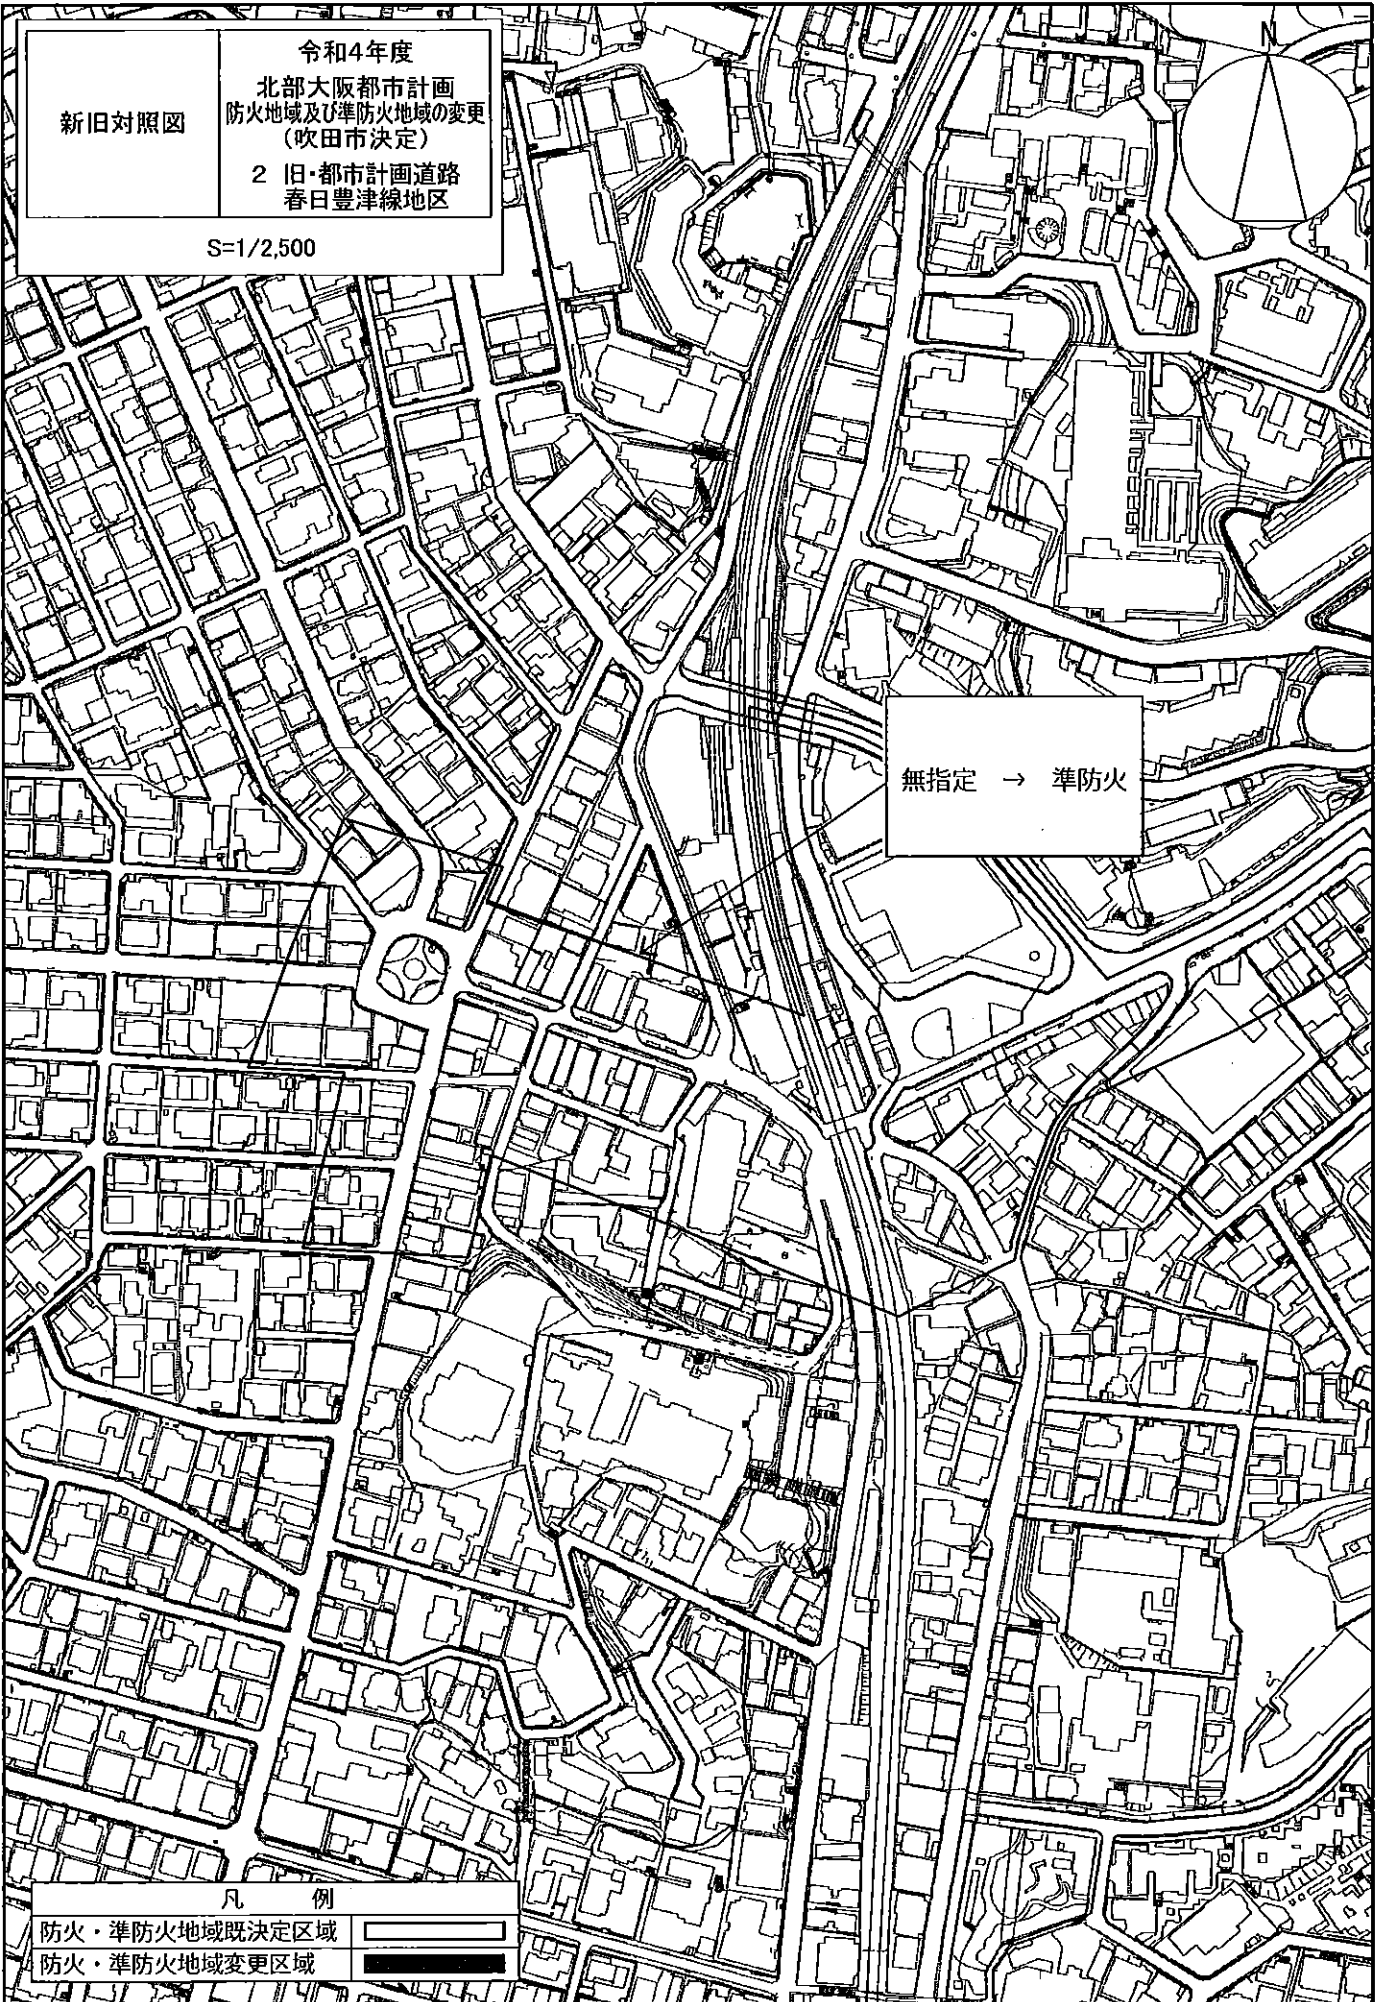 新旧対照図
令和4年度
北部大阪都市計画
防火地域及び準防火地域の変更
(吹田市決定)
2 旧・都市計画道路
春日豊津線地区
S=1/2,500
N
無指定 → 準防火
凡 例
防火・準防火地域既決定区域
防火・準防火地域変更区域